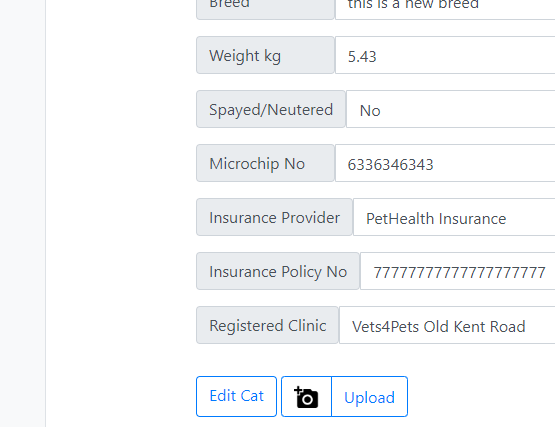 Breed this is a new breed
Weight kg 5.43
Spayed/Neutered No
Microchip No 6336346343
Insurance Provider PetHealth Insurance
Insurance Policy No 77777777777777777777
Registered Clinic Vets4Pets Old Kent Road
Edit Cat Upload